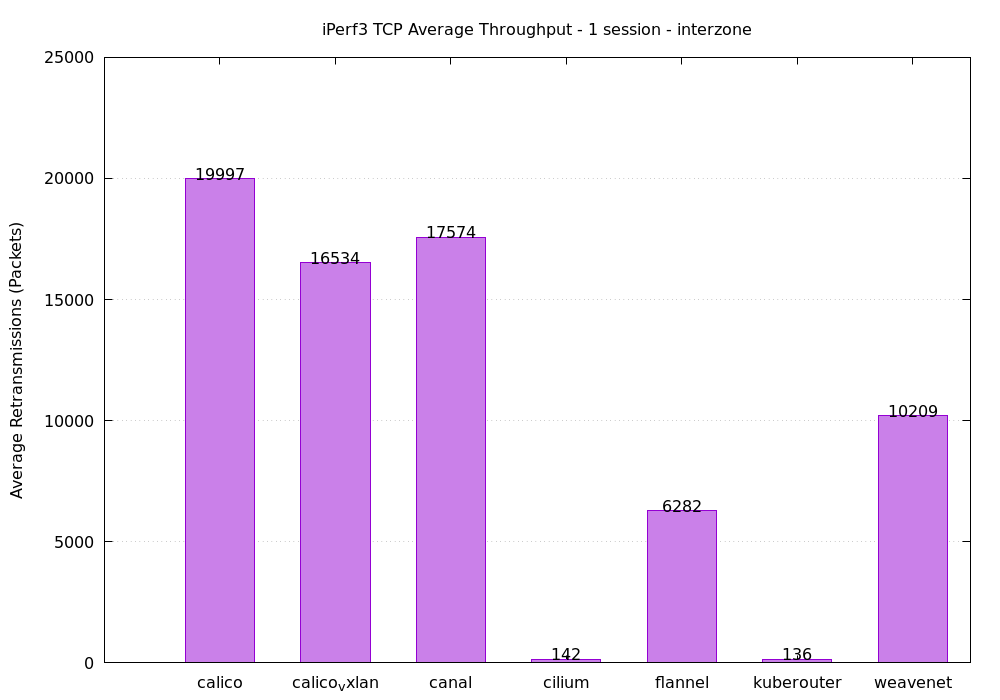 iPerf3 TCP Average Throughput - 1 session - interzone
Average Retransmissions (Packets)
25000
20000
15000
10000
5000
0
19997
16534
17574
142
6282
136
10209
calico
calicovxlan
canal
cilium
flannel
kuberouter
weavenet